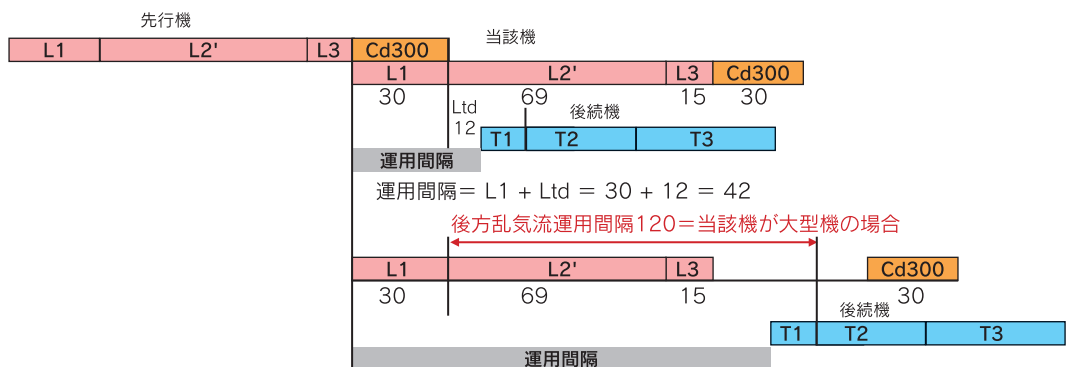 先行機
L1 L2' L3 Cd300
当該機
L1 L2' L3 Cd300
30 69 15 30
Ltd
12
後続機
T1 T2 T3
運用間隔
運用間隔＝ L1 + Ltd = 30 + 12 = 42
後方乱気流運用間隔120＝当該機が大型機の場合
L1 L2' L3 Cd300
30 69 15 30
後続機
T1 T2 T3
運用間隔